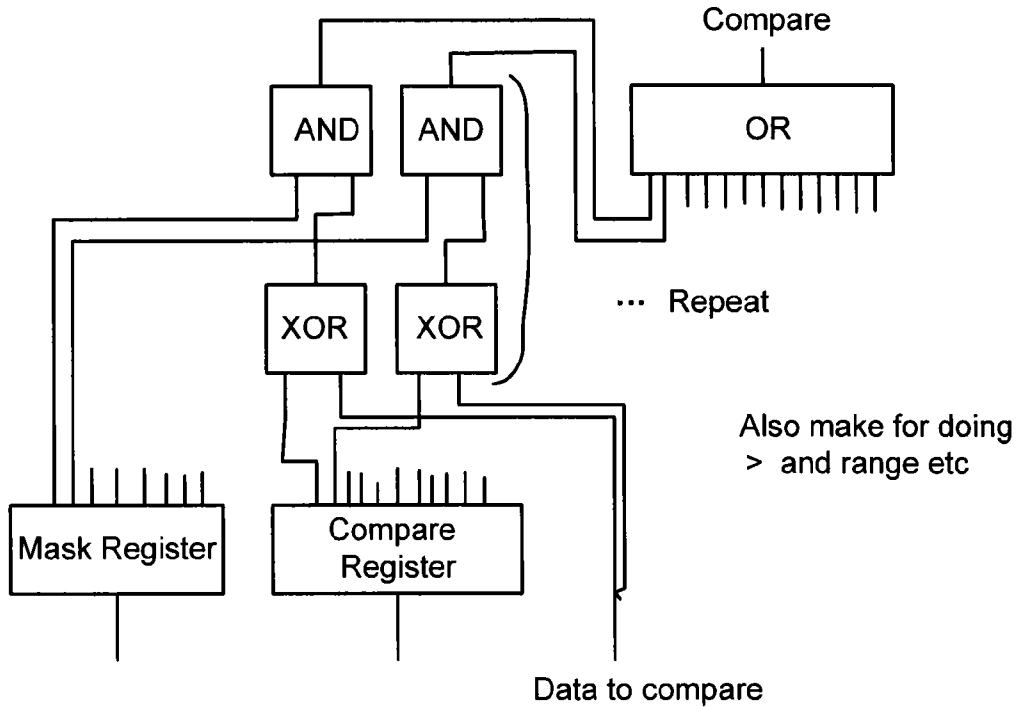 Compare
AND
AND
OR
XOR
XOR
... Repeat
Also make for doing
> and range etc
Mask Register
Compare
Register
Data to compare